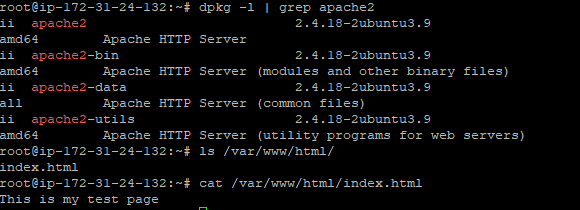 root@ip-172-31-24-132:~# dpkg -l | grep apache2
ii  apache2                          2.4.18-2ubuntu3.9
amd64        Apache HTTP Server
ii  apache2-bin                      2.4.18-2ubuntu3.9
amd64        Apache HTTP Server (modules and other binary files)
ii  apache2-data                     2.4.18-2ubuntu3.9
all          Apache HTTP Server (common files)
ii  apache2-utils                    2.4.18-2ubuntu3.9
amd64        Apache HTTP Server (utility programs for web servers)
root@ip-172-31-24-132:~# ls /var/www/html/
index.html
root@ip-172-31-24-132:~# cat /var/www/html/index.html
This is my test page